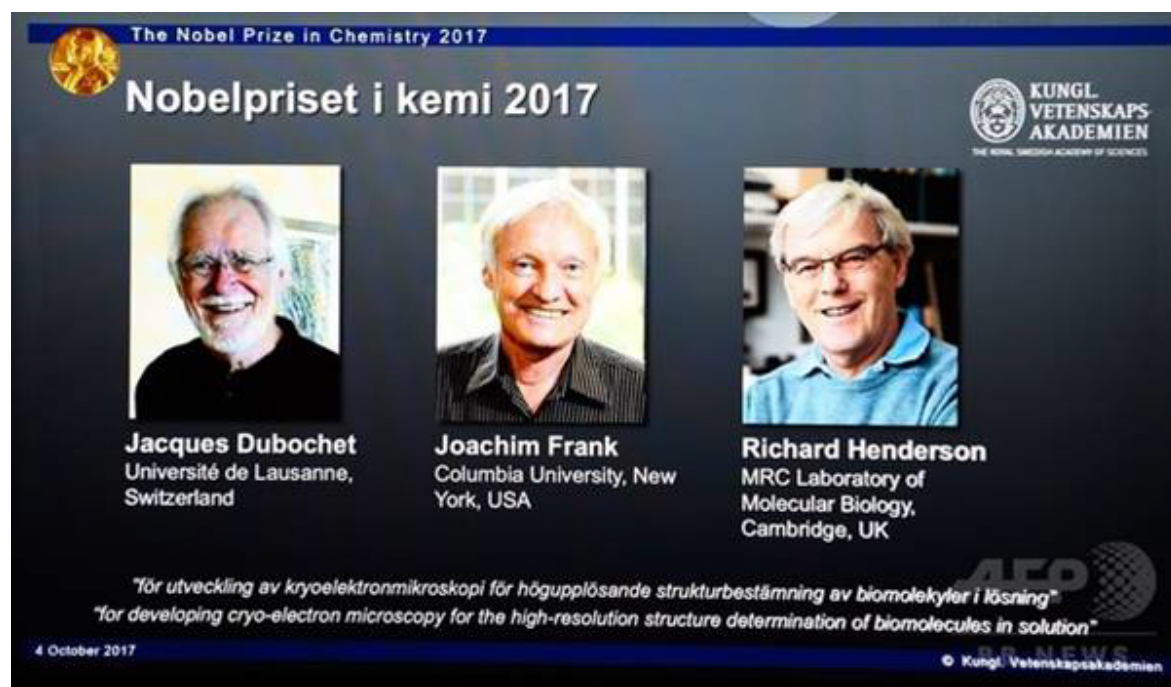 The Nobel Prize in Chemistry 2017
Nobelpriset i kemi 2017
KUNGL.
VETENSKAPS-
AKADEMIEN
THE ROYAL SWEDISH ACADEMY OF SCIENCES
Jacques Dubochet
Université de Lausanne,
Switzerland
Joachim Frank
Columbia University, New
York, USA
Richard Henderson
MRC Laboratory of
Molecular Biology,
Cambridge, UK
"för utveckling av kryoelektronmikroskopi för högupplösande strukturbestämning av biomolekyler i lösning"
"for developing cryo-electron microscopy for the high-resolution structure determination of biomolecules in solution"
AFP
BB NEWS
4 October 2017
© Kungl. Vetenskapsakademien